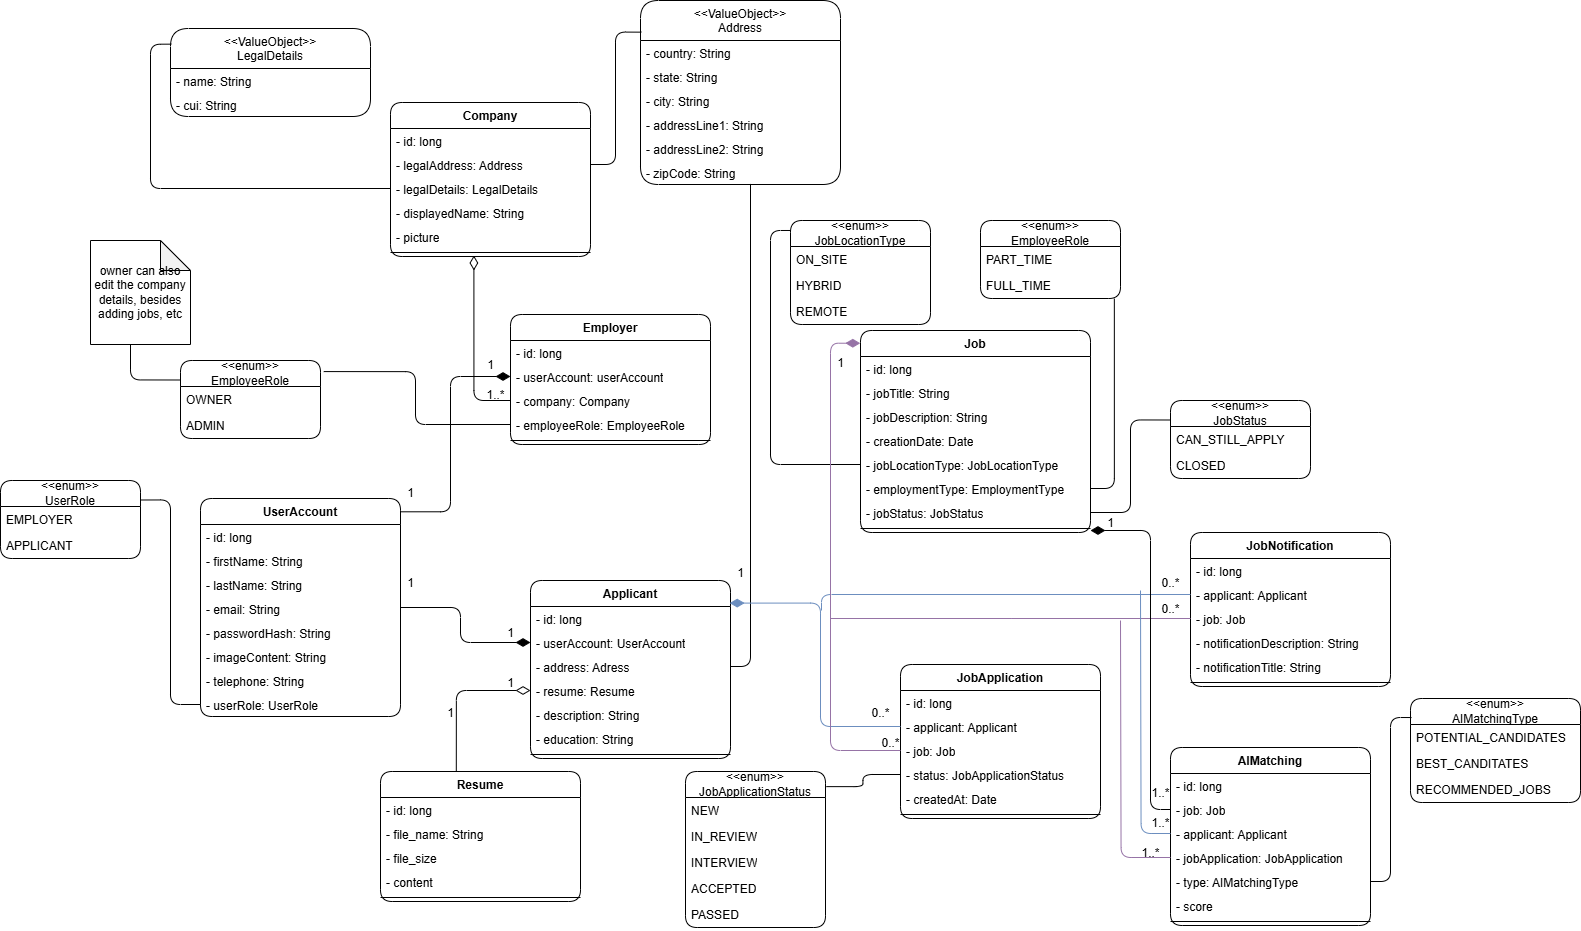 <<ValueObject>>
LegalDetails
- name: String
- cui: String
<<ValueObject>>
Address
- country: String
- state: String
- city: String
- addressLine1: String
- addressLine2: String
- zipCode: String
Company
- id: long
- legalAddress: Address
- legalDetails: LegalDetails
- displayedName: String
- picture
owner can also
edit the company
details, besides
adding jobs, etc
<<enum>>
EmployeeRole
OWNER
ADMIN
Employer
- id: long
- userAccount: userAccount
- company: Company
- employeeRole: EmployeeRole
1
1..*
<<enum>>
JobLocationType
ON_SITE
HYBRID
REMOTE
<<enum>>
EmployeeRole
PART_TIME
FULL_TIME
Job
- id: long
- jobTitle: String
- jobDescription: String
- creationDate: Date
- jobLocationType: JobLocationType
- employmentType: EmploymentType
- jobStatus: JobStatus
1
1
<<enum>>
JobStatus
CAN_STILL_APPLY
CLOSED
<<enum>>
UserRole
EMPLOYER
APPLICANT
UserAccount
- id: long
- firstName: String
- lastName: String
- email: String
- passwordHash: String
- imageContent: String
- telephone: String
- userRole: UserRole
1
1
Applicant
- id: long
- userAccount: UserAccount
- address: Adress
- resume: Resume
- description: String
- education: String
1
1
1
1
JobNotification
- id: long
- applicant: Applicant
- job: Job
- notificationDescription: String
- notificationTitle: String
0..*
0..*
JobApplication
- id: long
- applicant: Applicant
- job: Job
- status: JobApplicationStatus
- createdAt: Date
0..*
0..*
Resume
- id: long
- file_name: String
- file_size
- content
<<enum>>
JobApplicationStatus
NEW
IN_REVIEW
INTERVIEW
ACCEPTED
PASSED
AIMatching
- id: long
- job: Job
- applicant: Applicant
- jobApplication: JobApplication
- type: AIMatchingType
- score
1..*
1..*
1..*
<<enum>>
AIMatchingType
POTENTIAL_CANDIDATES
BEST_CANDITATES
RECOMMENDED_JOBS